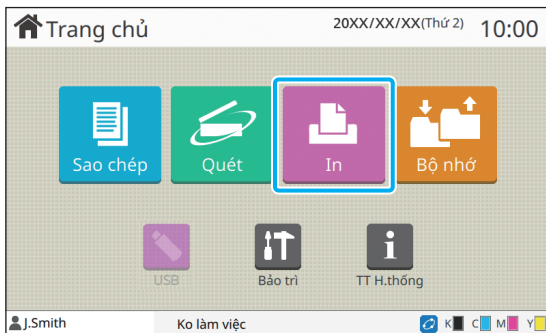 Trang chủ 20XX/XX/XX(Thứ 2) 10:00
Sao chép Quét In Bộ nhớ
USB Bảo trì TT H.thống
J.Smith Ko làm việc K C M Y